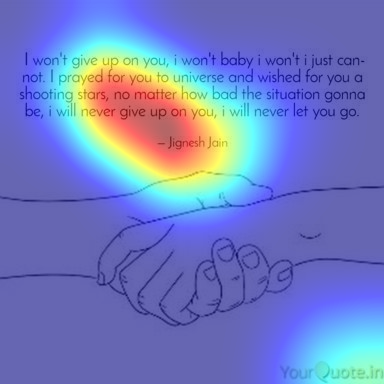 I won't give up on you, i won't baby i won't i just can-
not. I prayed for you to universe and wished for you a
shooting stars, no matter how bad the situation gonna
be, i will never give up on you, i will never let you go.
– Jignesh Jain
YourQuote.in